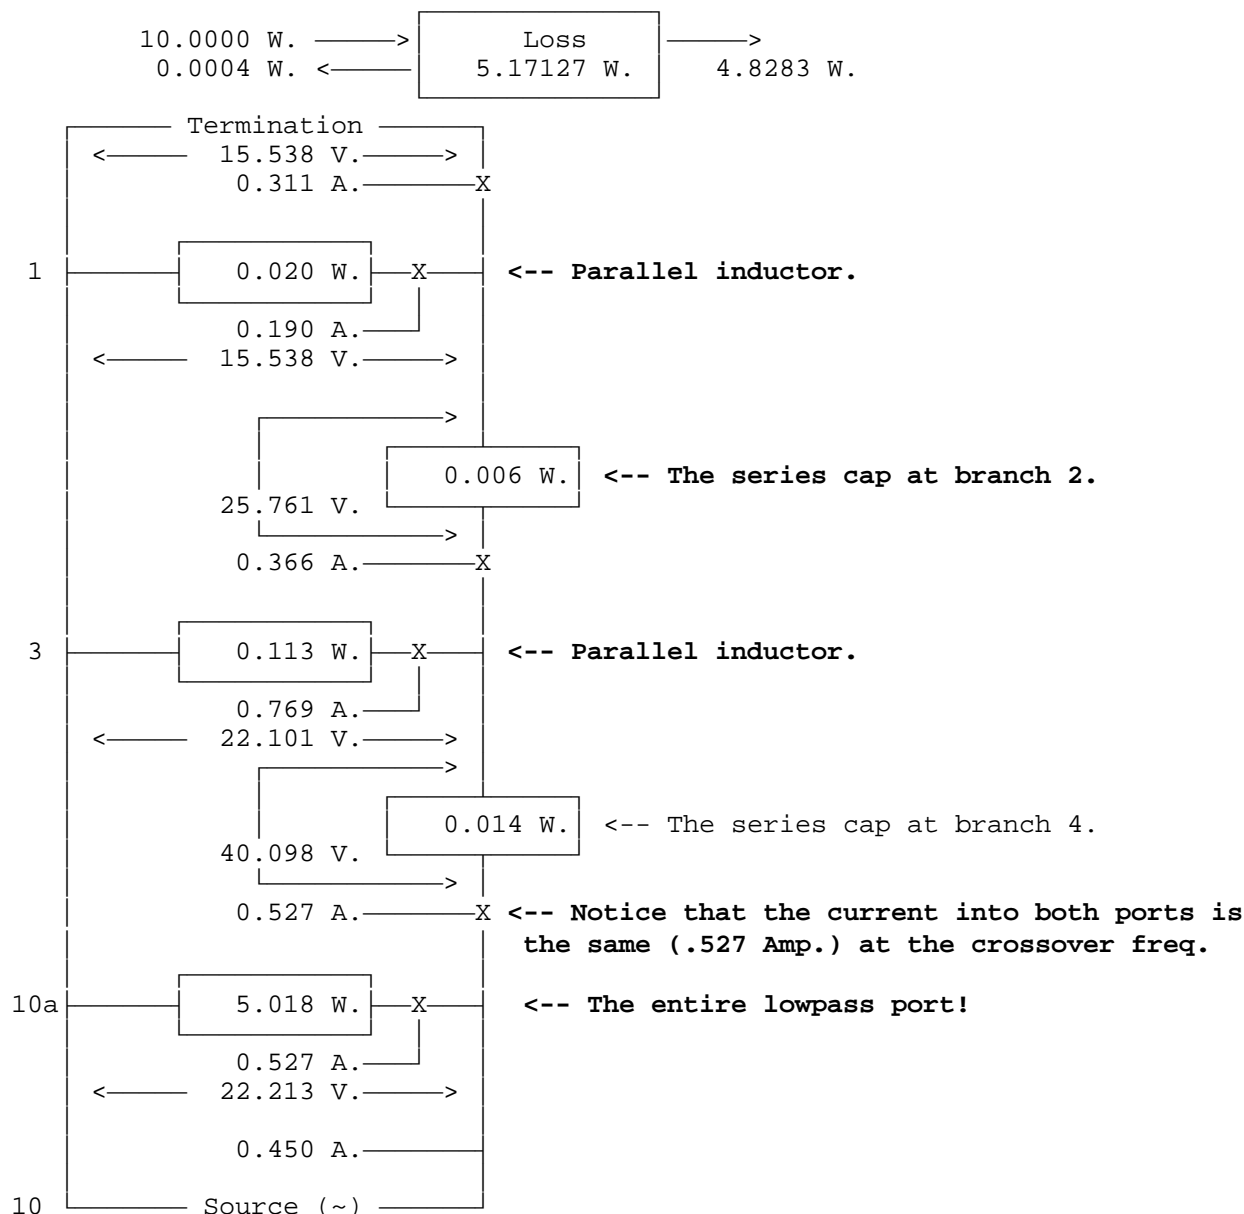 10.0000 W. Loss
0.0004 W. 5.17127 W. 4.8283 W.
Termination
15.538 V.
0.311 A. X
1 0.020 W. X <-- Parallel inductor.
0.190 A.
15.538 V.
0.006 W. <-- The series cap at branch 2.
25.761 V.
0.366 A. X
3 0.113 W. X <-- Parallel inductor.
0.769 A.
22.101 V.
0.014 W. <-- The series cap at branch 4.
40.098 V.
0.527 A. X <-- Notice that the current into both ports is
the same (.527 Amp.) at the crossover freq.
10a 5.018 W. X <-- The entire lowpass port!
0.527 A.
22.213 V.
0.450 A.
10 Source (~)